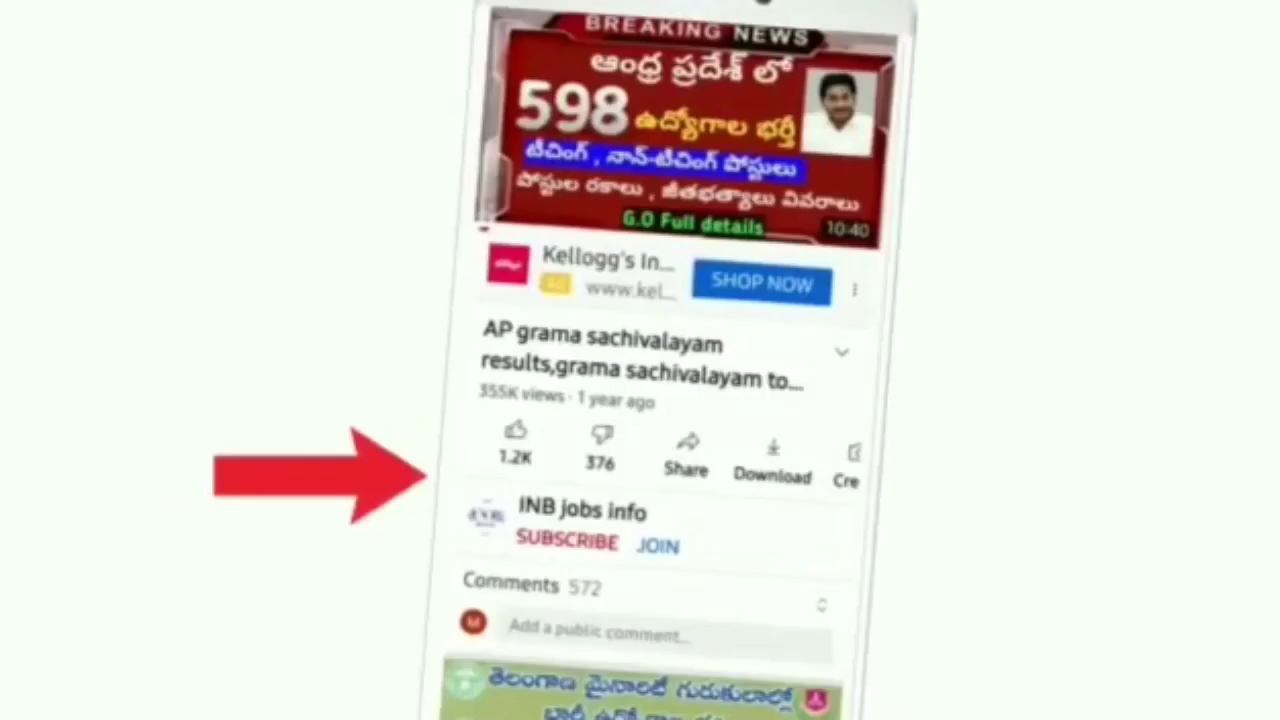 BREAKING NEWS
ఆంధ్ర ప్రదేశ్ లో
598 ఉద్యోగాల భర్తీ
టీచింగ్ , నాన్-టీచింగ్ పోస్టులు
పోస్టుల రకాలు , జీతభత్యాలు వివరాలు
G.O Full details
10:40
Kellogg's In...
SHOP NOW
www.kel...
AP grama sachivalayam
results,grama sachivalayam to...
355K views · 1 year ago
1.2K 376 Share Download Cre
INB jobs info
SUBSCRIBE JOIN
Comments 572
Add a public comment...
తెలంగాణ మైనారిటీ గురుకులాల్లో